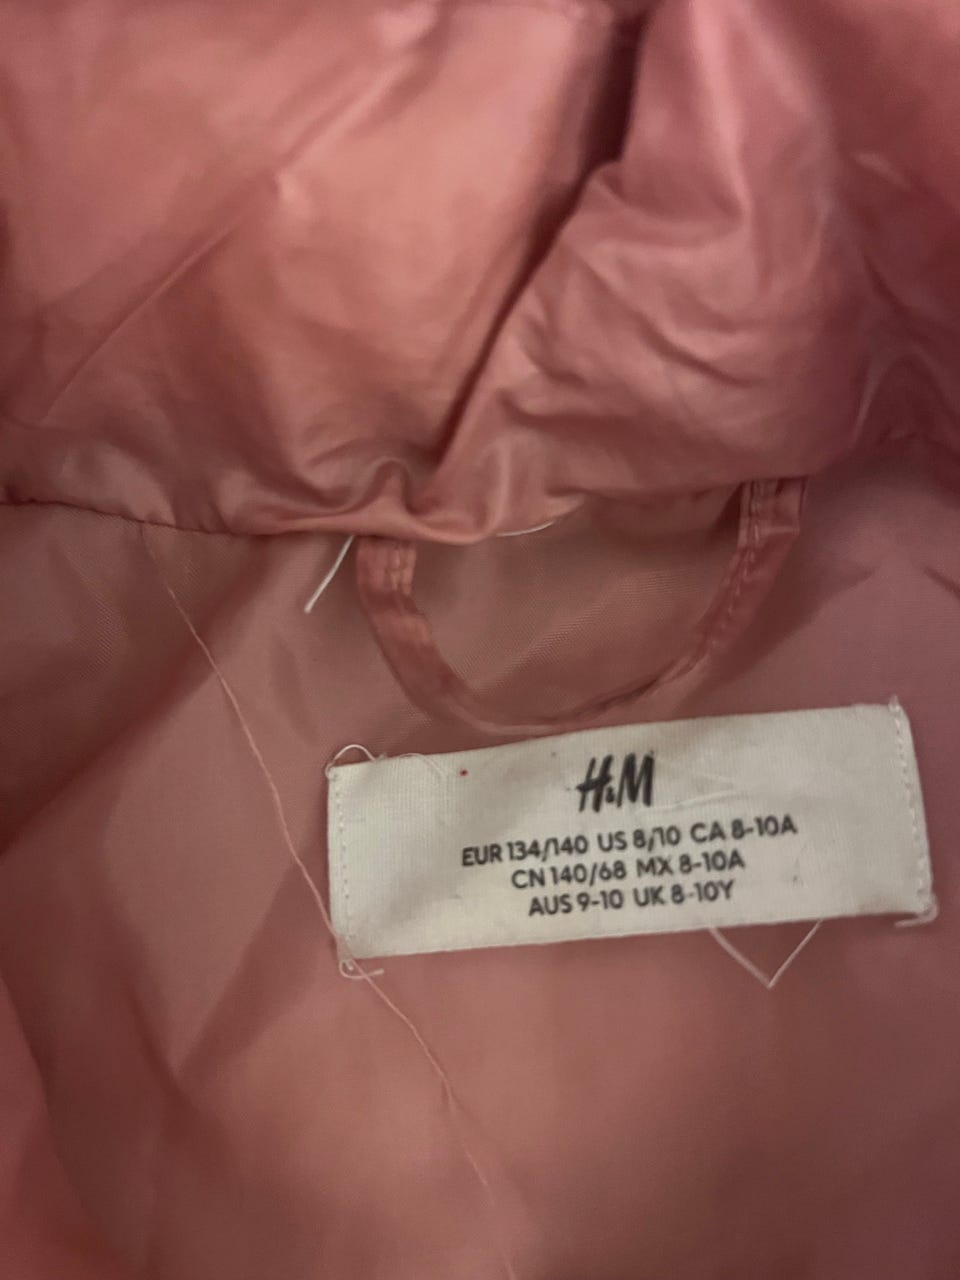 H&M
EUR 134/140 US 8/10 CA 8-10A
CN 140/68 MX 8-10A
AUS 9-10 UK 8-10Y